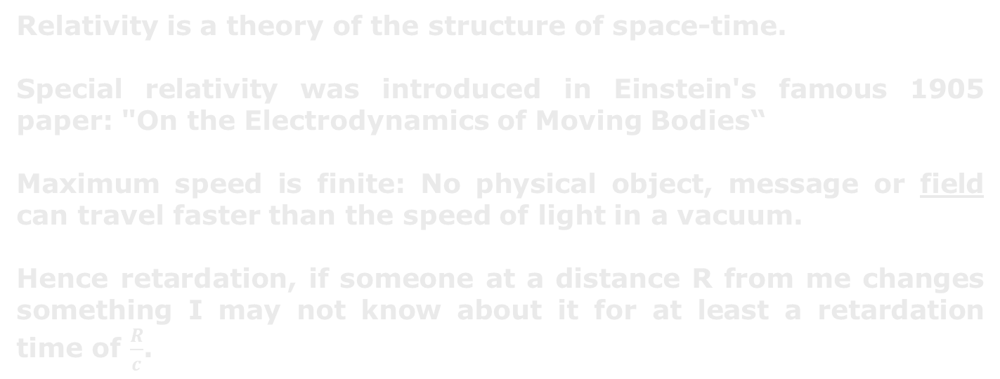 Relativity is a theory of the structure of space-time.
Special relativity was introduced in Einstein's famous 1905
paper: "On the Electrodynamics of Moving Bodies“
Maximum speed is finite: No physical object, message or field
can travel faster than the speed of light in a vacuum.
Hence retardation, if someone at a distance R from me changes
something I may not know about it for at least a retardation
time of R/c.